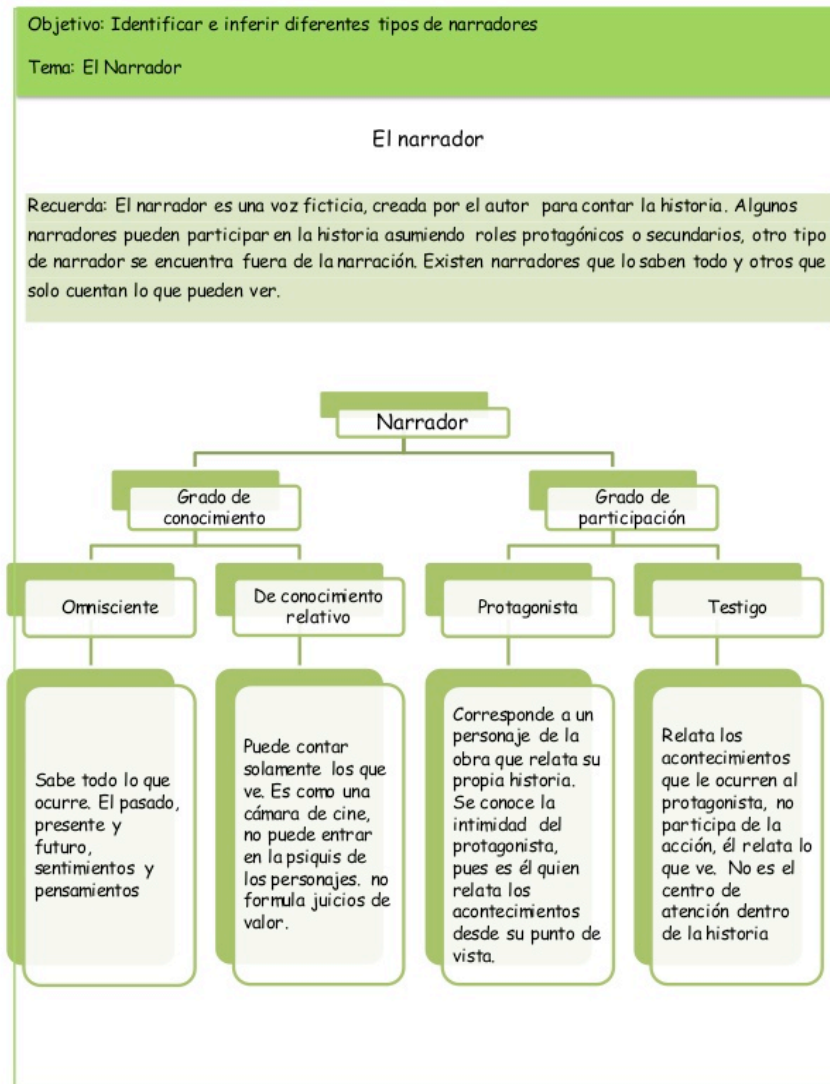 Objetivo: Identificar e inferir diferentes tipos de narradores
Tema: El Narrador
El narrador
Recuerda: El narrador es una voz ficticia, creada por el autor para contar la historia. Algunos
narradores pueden participar en la historia asumiendo roles protagónicos o secundarios, otro tipo
de narrador se encuentra fuera de la narración. Existen narradores que lo saben todo y otros que
solo cuentan lo que pueden ver.
Narrador
Grado de
conocimiento
Grado de
participación
Omnisciente
De conocimiento
relativo
Protagonista
Testigo
Sabe todo lo que
ocurre. El pasado,
presente y
futuro,
sentimientos y
pensamientos
Puede contar
solamente los que
ve. Es como una
cámara de cine,
no puede entrar
en la psiquis de
los personajes. no
formula juicios de
valor.
Corresponde a un
personaje de la
obra que relata su
propia historia.
Se conoce la
intimidad del
protagonista,
pues es él quien
relata los
acontecimientos
desde su punto de
vista.
Relata los
acontecimientos
que le ocurren al
protagonista, no
participa de la
acción, él relata lo
que ve. No es el
centro de
atención dentro
de la historia